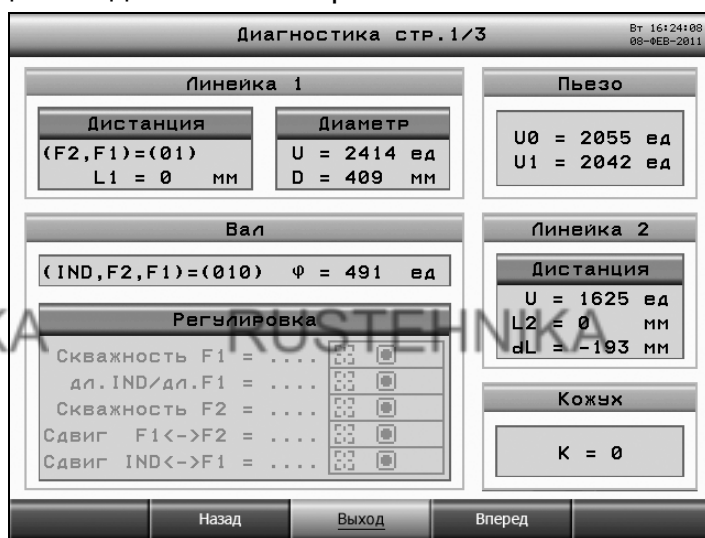 Диагностика стр.1/3
Вт 16:24:08
08-ФЕВ-2011
Линейка 1
Дистанция
(F2,F1)=(01)
L1 = 0 мм
Диаметр
U = 2414 ед
D = 409 мм
Пьезо
U0 = 2055 ед
U1 = 2042 ед
Вал
(IND,F2,F1)=(010) φ = 491 ед
Регулировка
Скважность F1 = ....
дл.IND/дл.F1 = ....
Скважность F2 = ....
Сдвиг F1<->F2 = ....
Сдвиг IND<->F1 = ....
Линейка 2
Дистанция
U = 1625 ед
L2 = 0 мм
dL = -193 мм
Кожух
K = 0
RUSTEHNIKA
Назад Выход Вперед